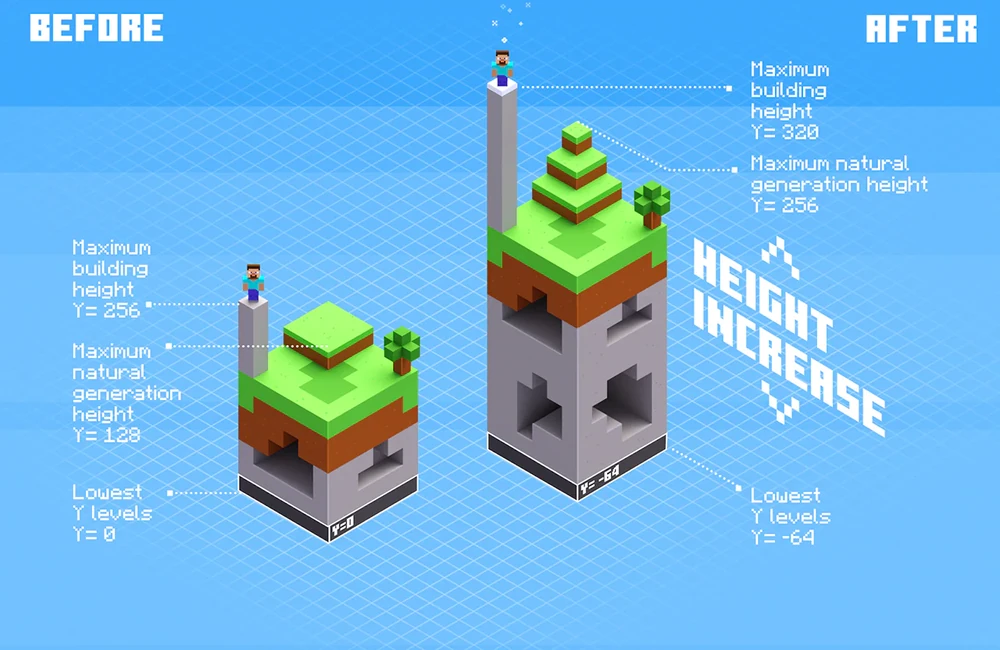 BEFORE
AFTER
Maximum
building
height
Y= 256
Maximum
natural
generation
height
Y= 128
Lowest
Y levels
Y= 0
Y=0
Maximum
building
height
Y= 320
Maximum natural
generation height
Y= 256
HEIGHT
INCREASE
Y= -64
Lowest
Y levels
Y= -64